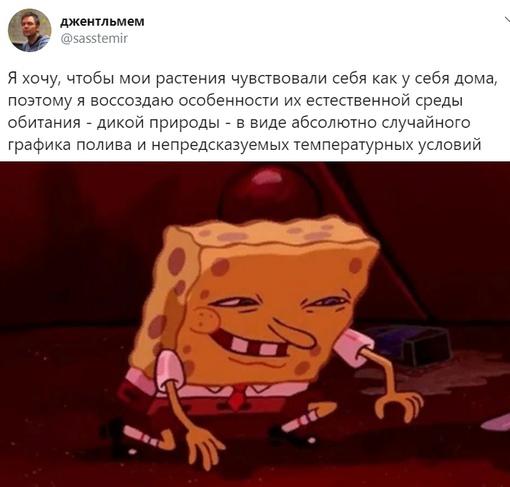 джентльмем
@sasstemir
Я хочу, чтобы мои растения чувствовали себя как у себя дома,
поэтому я воссоздаю особенности их естественной среды
обитания - дикой природы - в виде абсолютно случайного
графика полива и непредсказуемых температурных условий